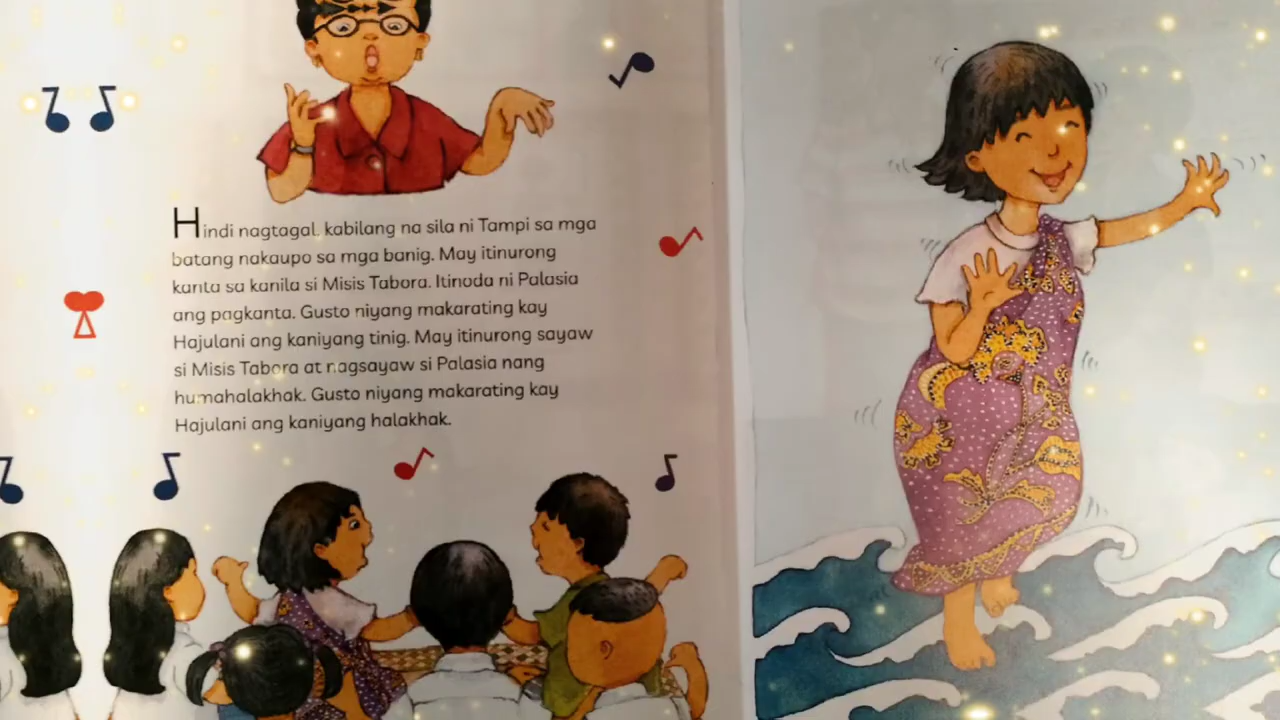 Hindi nagtagal, kabilang na sila ni Tampi sa mga
batang nakaupo sa mga banig. May itinurong
kanta sa kanila si Misis Tabora. Itinoda ni Palasia
ang pagkanta. Gusto niyang makarating kay
Hajulani ang kaniyang tinig. May itinurong sayaw
si Misis Tabora at nagsayaw si Palasia nang
humahalakhak. Gusto niyang makarating kay
Hajulani ang kaniyang halakhak.